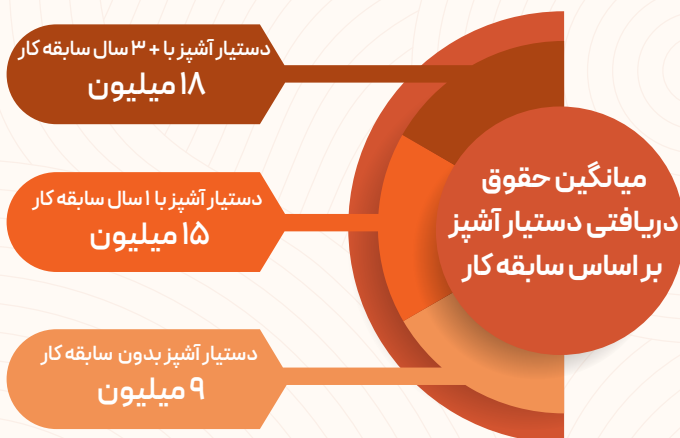 میانگین حقوق
دریافتی دستیار آشپز
بر اساس سابقه کار
دستیار آشپز با + ۳ سال سابقه کار
۱۸ میلیون
دستیار آشپز با ۱ سال سابقه کار
۱۵ میلیون
دستیار آشپز بدون سابقه کار
۹ میلیون